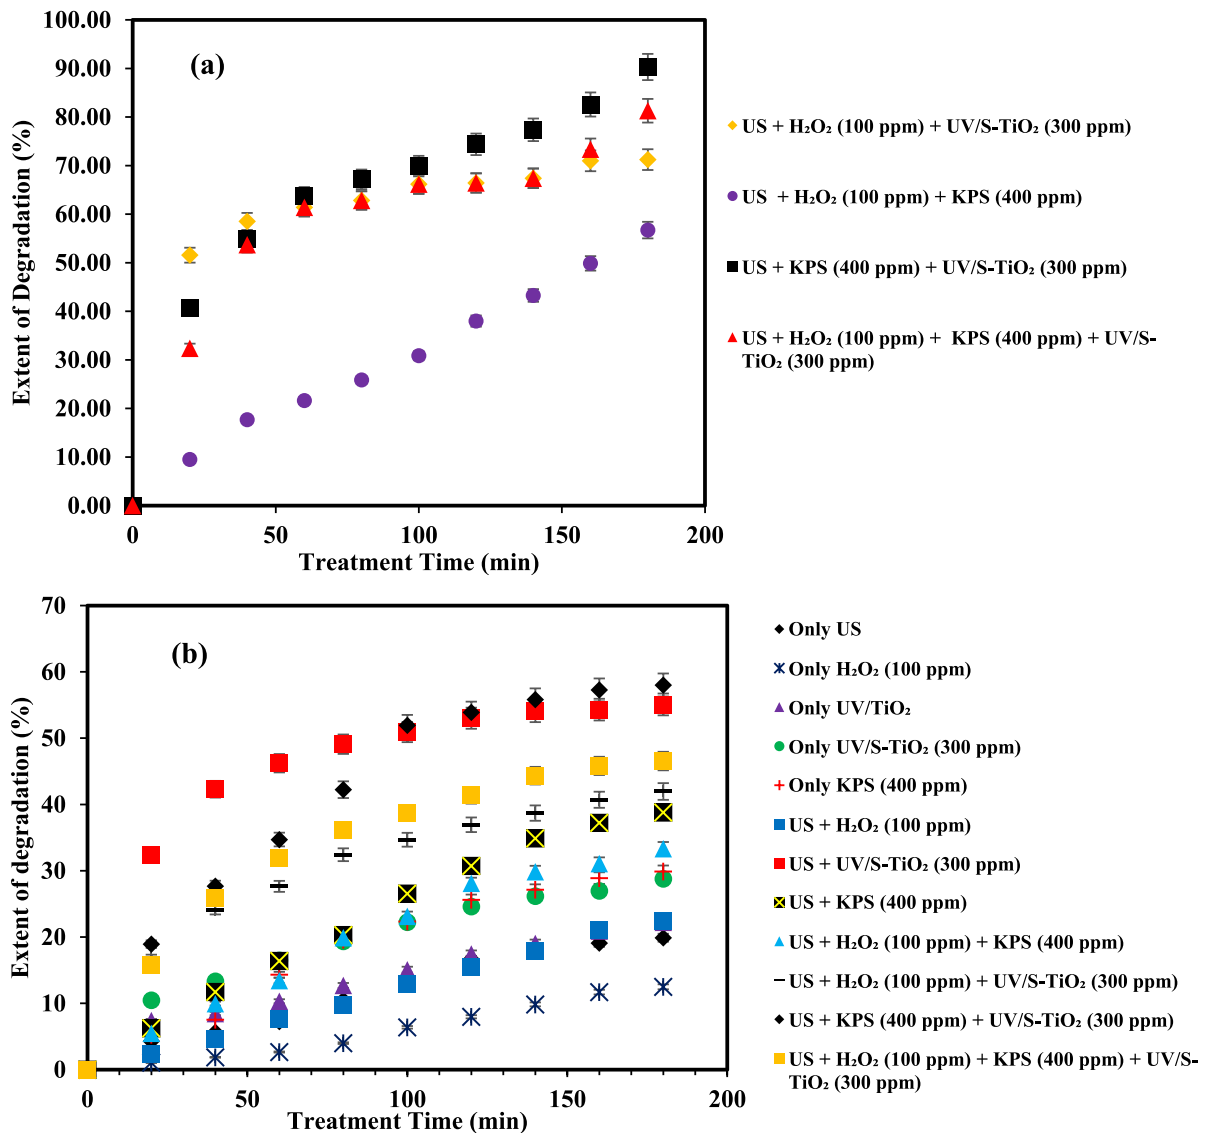 100.00
90.00
80.00
70.00
60.00
50.00
40.00
30.00
20.00
10.00
0.00
Extent of Degradation (%)
(a)
0
50
100
150
200
Treatment Time (min)
US + H₂O₂ (100 ppm) + UV/S-TiO₂ (300 ppm)
US + H₂O₂ (100 ppm) + KPS (400 ppm)
US + KPS (400 ppm) + UV/S-TiO₂ (300 ppm)
US + H₂O₂ (100 ppm) + KPS (400 ppm) + UV/S-
TiO₂ (300 ppm)
70
60
50
40
30
20
10
0
Extent of degradation (%)
(b)
0
50
100
150
200
Treatment Time (min)
Only US
Only H₂O₂ (100 ppm)
Only UV/TiO₂
Only UV/S-TiO₂ (300 ppm)
Only KPS (400 ppm)
US + H₂O₂ (100 ppm)
US + UV/S-TiO₂ (300 ppm)
US + KPS (400 ppm)
US + H₂O₂ (100 ppm) + KPS (400 ppm)
US + H₂O₂ (100 ppm) + UV/S-TiO₂ (300 ppm)
US + KPS (400 ppm) + UV/S-TiO₂ (300 ppm)
US + H₂O₂ (100 ppm) + KPS (400 ppm) + UV/S-
TiO₂ (300 ppm)